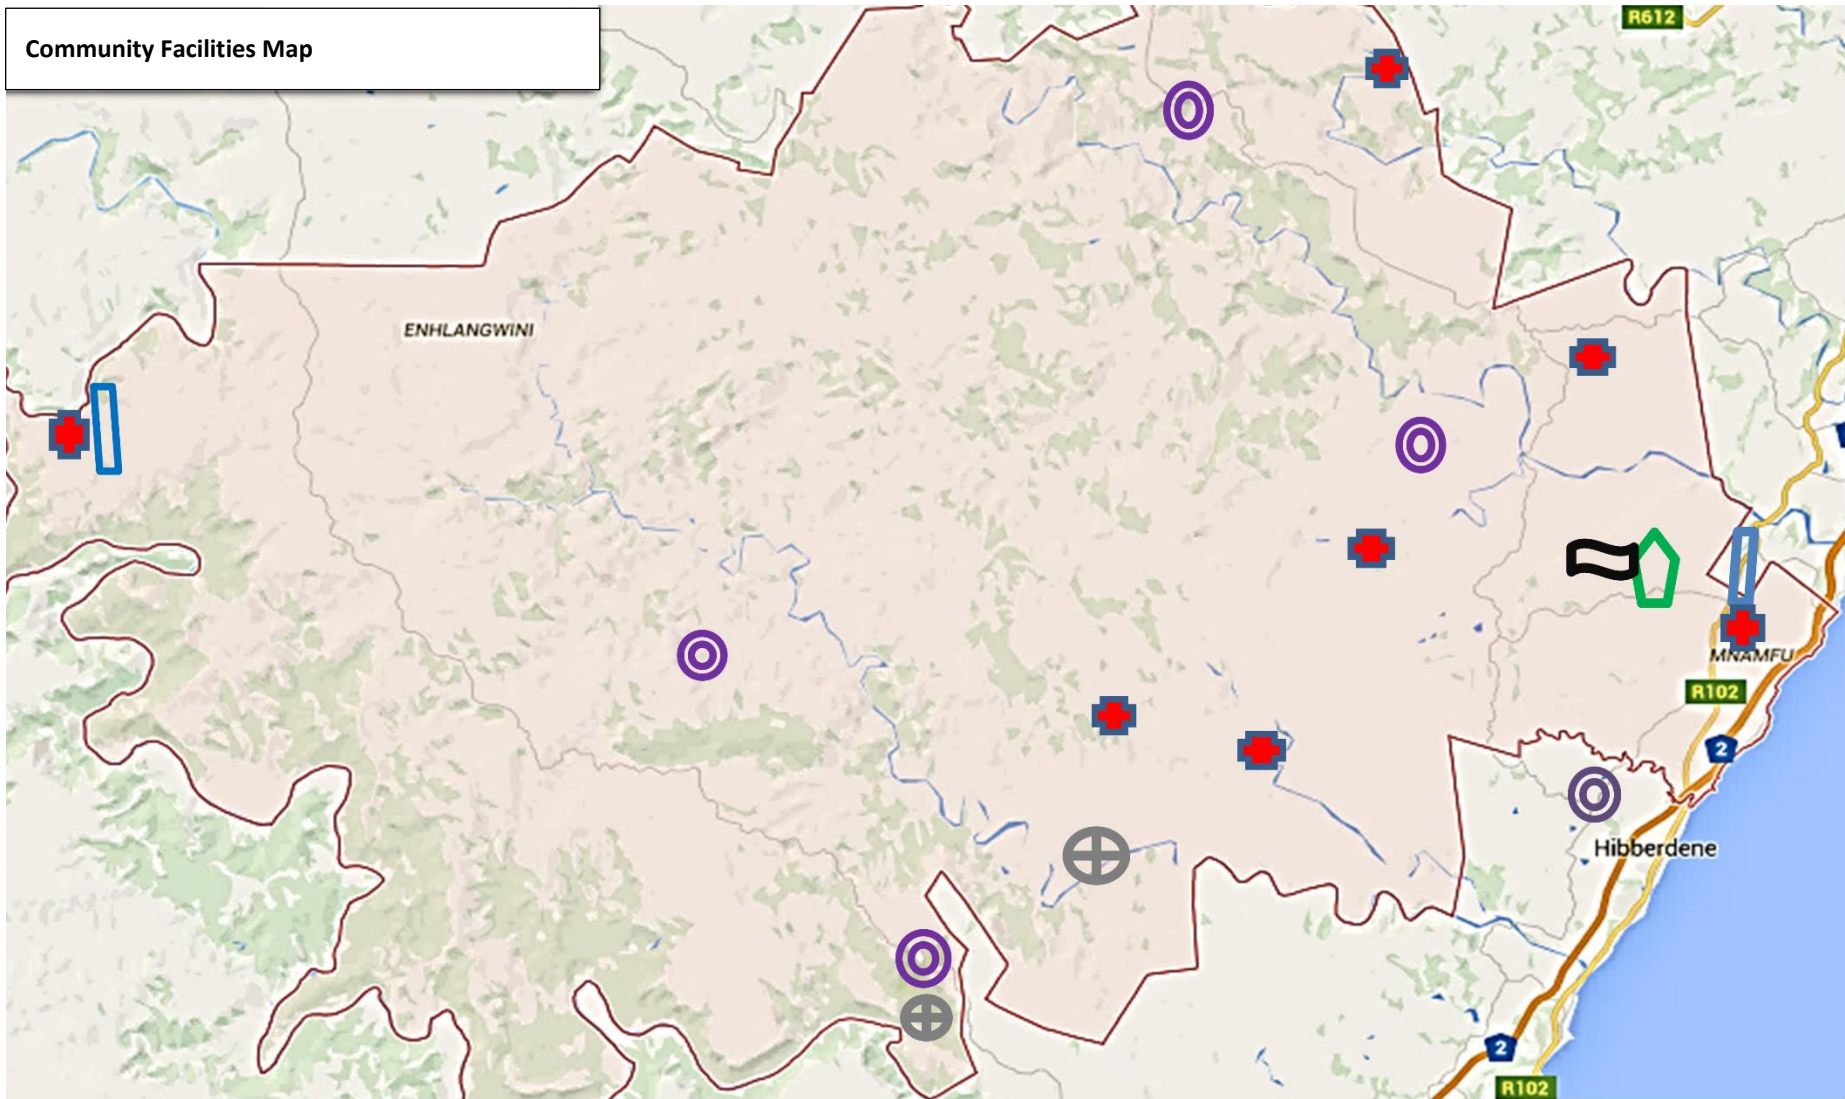 Community Facilities Map
R612
ENHLANGWINI
MNAMFU
R102
2
Hibberdene
2
R102